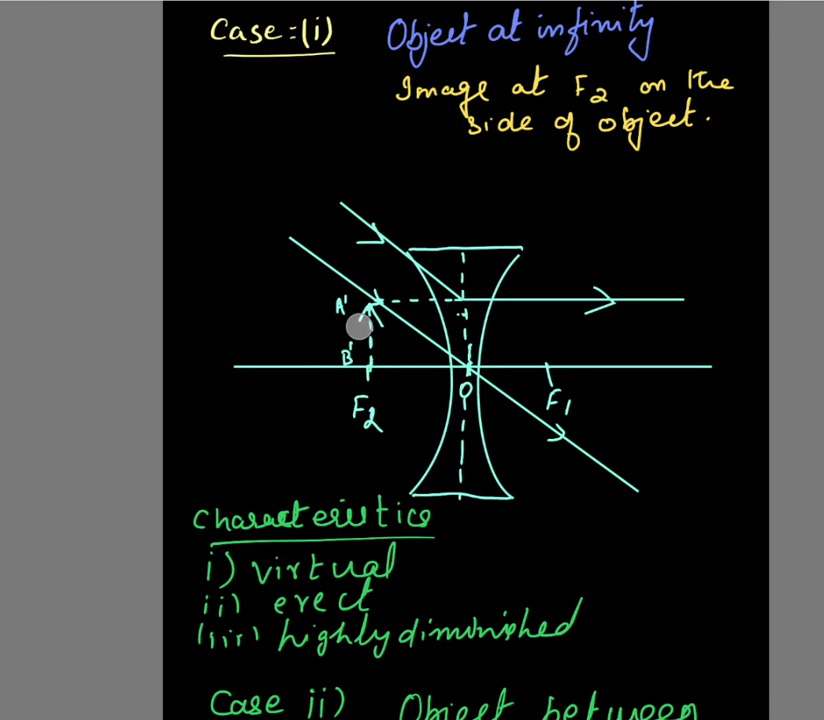 Case:-(i) Object at infinity
Image at F2 on the
side of object.
A'
B'
F2
O
F1
Characteristics
i) virtual
ii) erect
(iii) highly diminished
Case ii) Object between